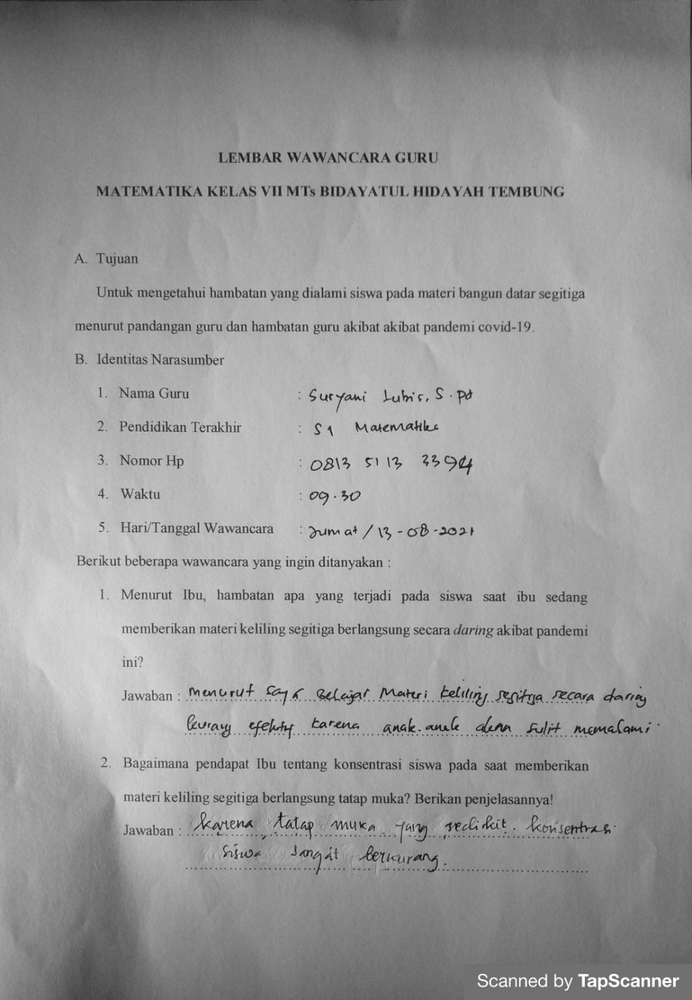 LEMBAR WAWANCARA GURU
MATEMATIKA KELAS VII MTs BIDAYATUL HIDAYAH TEMBUNG
A. Tujuan
Untuk mengetahui hambatan yang dialami siswa pada materi bangun datar segitiga
menurut pandangan guru dan hambatan guru akibat akibat pandemi covid-19.
B. Identitas Narasumber
1. Nama Guru : Suryani Lubis, S.Pd
2. Pendidikan Terakhir : S1 Matematika
3. Nomor Hp : 0813 5113 3394
4. Waktu : 09.30
5. Hari/Tanggal Wawancara : Jumat / 13-08-2021
Berikut beberapa wawancara yang ingin ditanyakan :
1. Menurut Ibu, hambatan apa yang terjadi pada siswa saat ibu sedang
memberikan materi keliling segitiga berlangsung secara daring akibat pandemi
ini?
Jawaban : Menurut saya Belajar Materi keliling segitiga secara daring
kurang efektif karena anak-anak akan sulit memahami.
2. Bagaimana pendapat Ibu tentang konsentrasi siswa pada saat memberikan
materi keliling segitiga berlangsung tatap muka? Berikan penjelasannya!
Jawaban : karena tatap muka yang sedikit. konsentrasi
siswa sangat berkurang.
Scanned by TapScanner